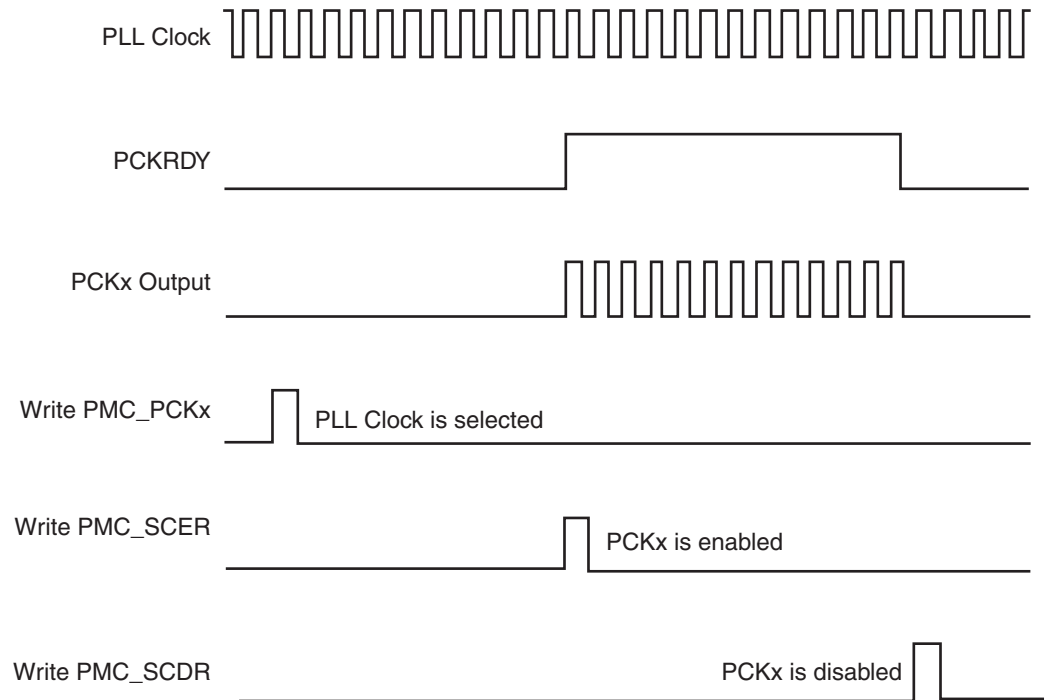 PLL Clock
PCKRDY
PCKx Output
Write PMC_PCKx
PLL Clock is selected
Write PMC_SCER
PCKx is enabled
Write PMC_SCDR
PCKx is disabled